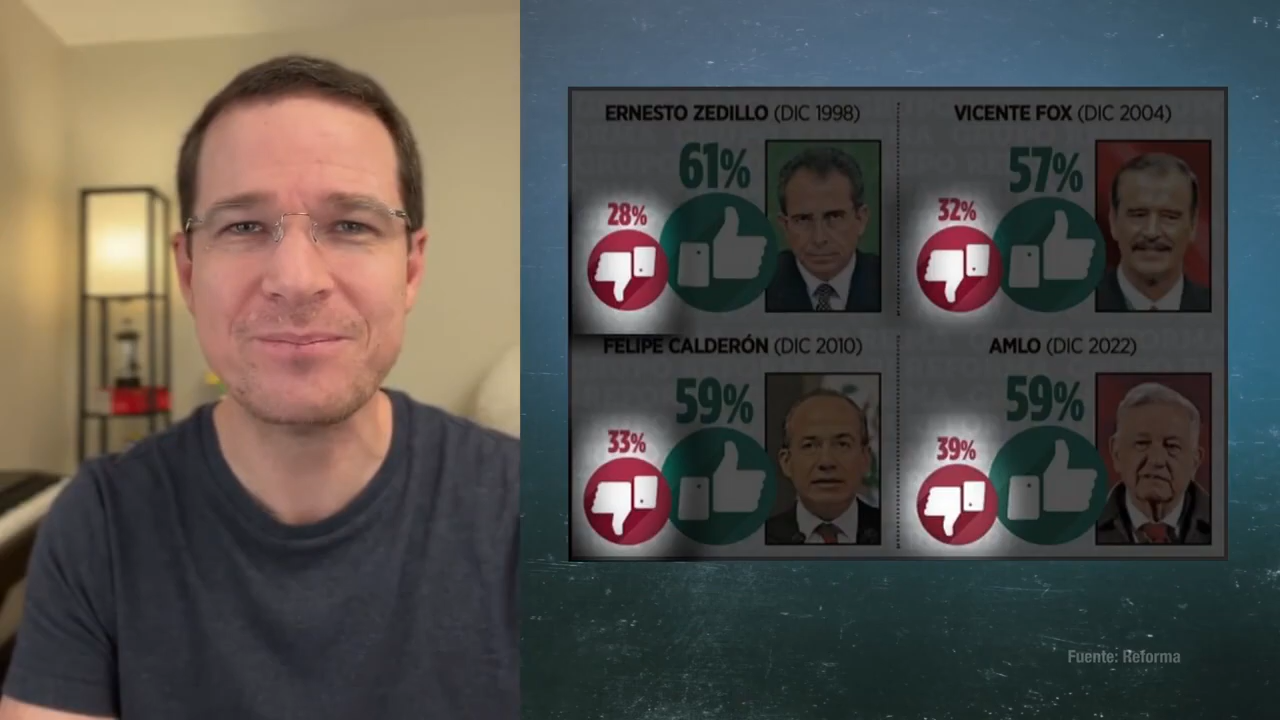 ERNESTO ZEDILLO (DIC 1998)
61%
28%
VICENTE FOX (DIC 2004)
57%
32%
FELIPE CALDERÓN (DIC 2010)
59%
33%
AMLO (DIC 2022)
59%
39%
Fuente: Reforma